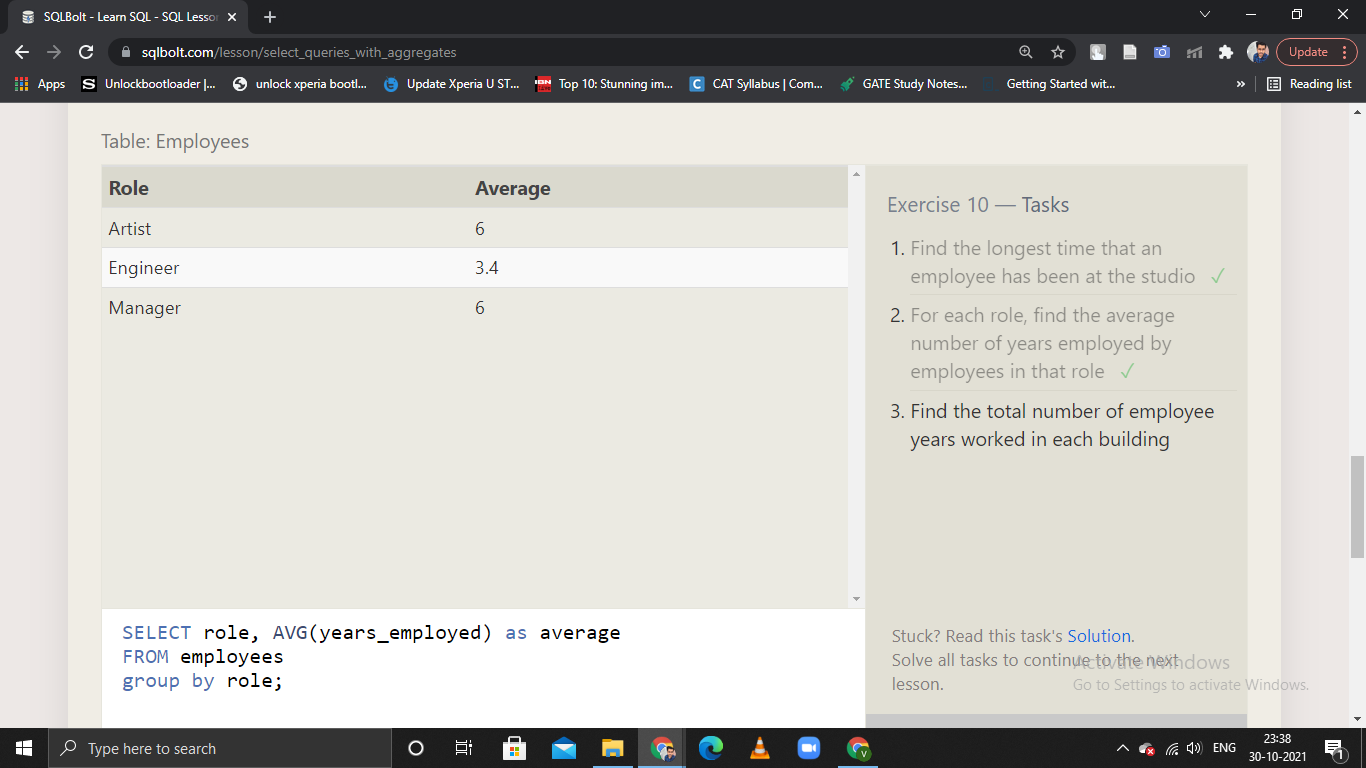 SQLBolt - Learn SQL - SQL Lesson
sqlbolt.com/lesson/select_queries_with_aggregates
Update
Apps
Unlockbootloader |...
unlock xperia bootl...
Update Xperia U ST...
Top 10: Stunning im...
CAT Syllabus | Com...
GATE Study Notes...
Getting Started wit...
»
Reading list
Table: Employees
Role Average
Artist 6
Engineer 3.4
Manager 6
Exercise 10 — Tasks
1. Find the longest time that an
employee has been at the studio ✓
2. For each role, find the average
number of years employed by
employees in that role ✓
3. Find the total number of employee
years worked in each building
SELECT role, AVG(years_employed) as average
FROM employees
group by role;
Stuck? Read this task's Solution.
Solve all tasks to continue to the next
lesson.
Activate Windows
Go to Settings to activate Windows.
Type here to search
ENG
23:38
30-10-2021
1